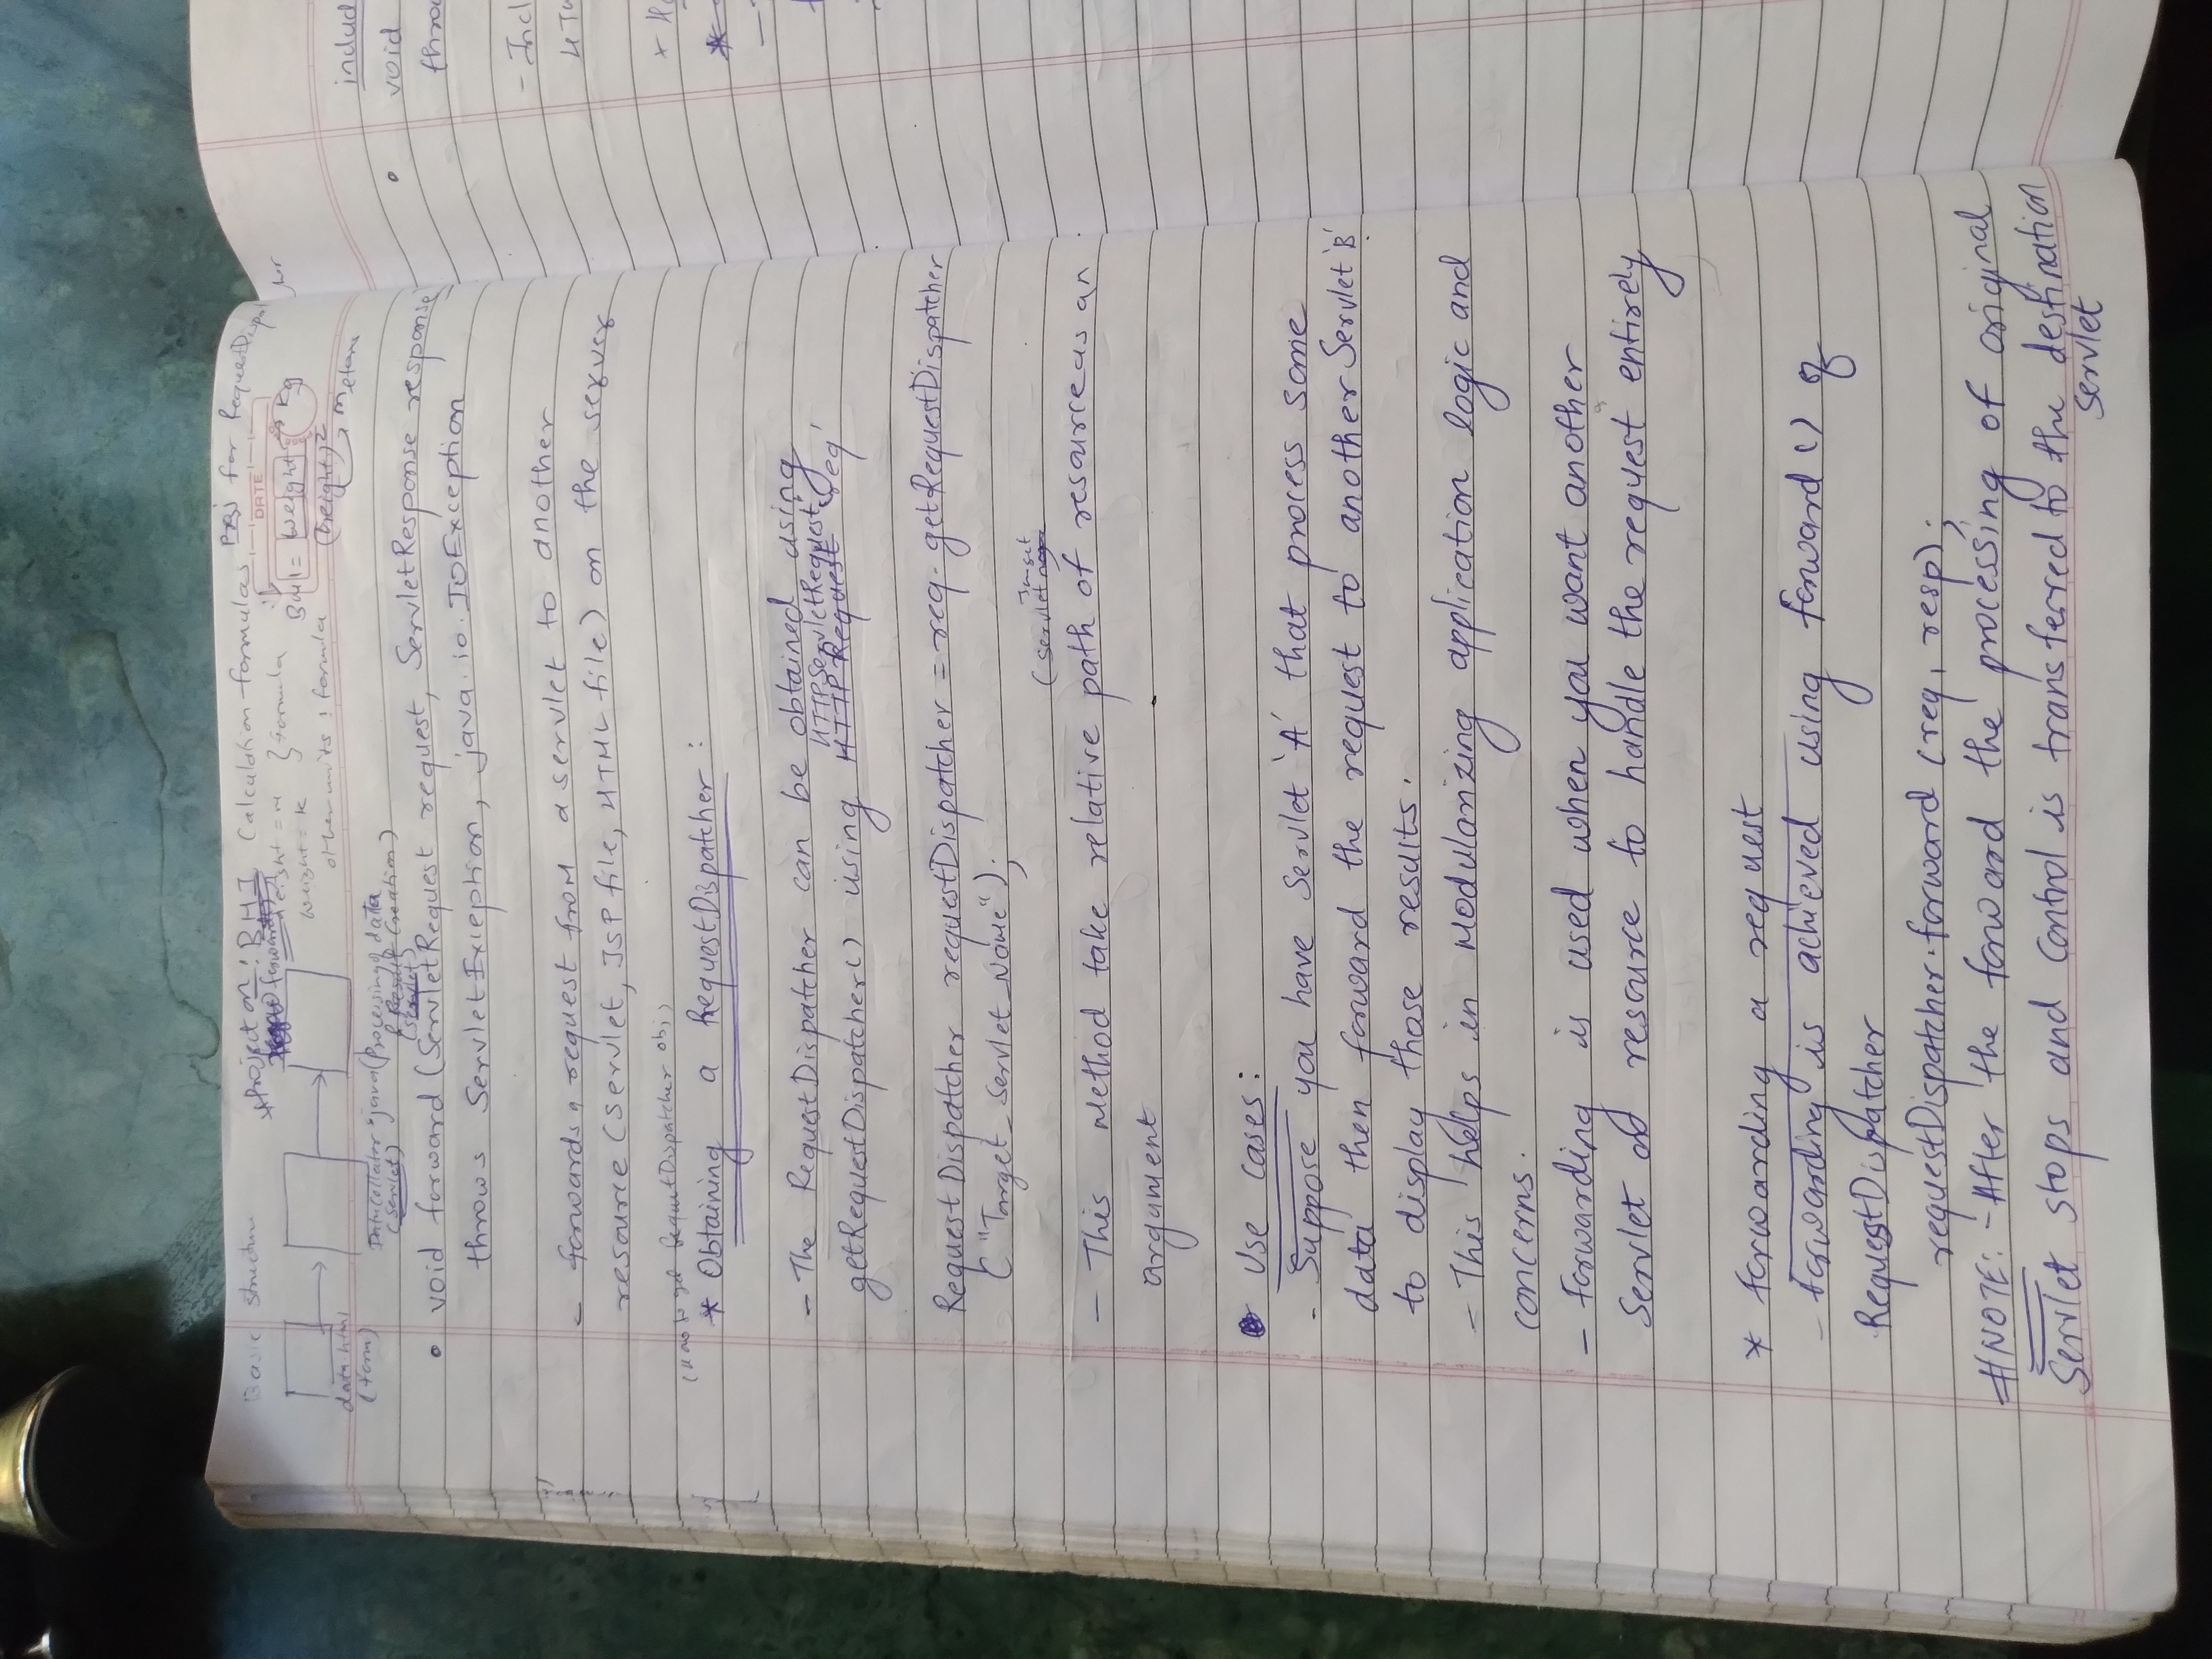 Basic structure
*Project on : BMI Calculation formulas Proj for RequestDispatcher
forward()
height = m } formula
weight = k
other units : formula
DATE
BMI = weight → kg
(height)² → meters
data.html
(form)
DataCollector.java (Processing of data
(Servlet) & Result Creation)
(servlet)
• void forward (ServletRequest request, ServletResponse response
throws ServletException, java.io.IOException
- forwards a request from a servlet to another
resource (servlet, JSP file, HTML file) on the server
(How to get RequestDispatcher obj)
* Obtaining a RequestDispatcher :
- The RequestDispatcher can be obtained using
HTTPServletRequest
getRequestDispatcher() using HTTP Request 'req'
RequestDispatcher requestDispatcher = req.getRequestDispatcher
("Target_Servlet_Name");
Target
(servlet
- This method take relative path of resource as an
argument
Use cases :
- Suppose you have Servlet 'A' that process some
data then forward the request to another Servlet 'B'
to display those results.
- This helps in modularizing application logic and
concerns.
- forwarding is used when you want another
Servlet or resource to handle the request entirely
* forwarding a request
- forwarding is achieved using forward() of
RequestDispatcher
requestDispatcher.forward (req, resp);
#NOTE: - After the forward the processing of original
Servlet stops and control is transferred to the destination
servlet
includ
• void
thro
- Incl